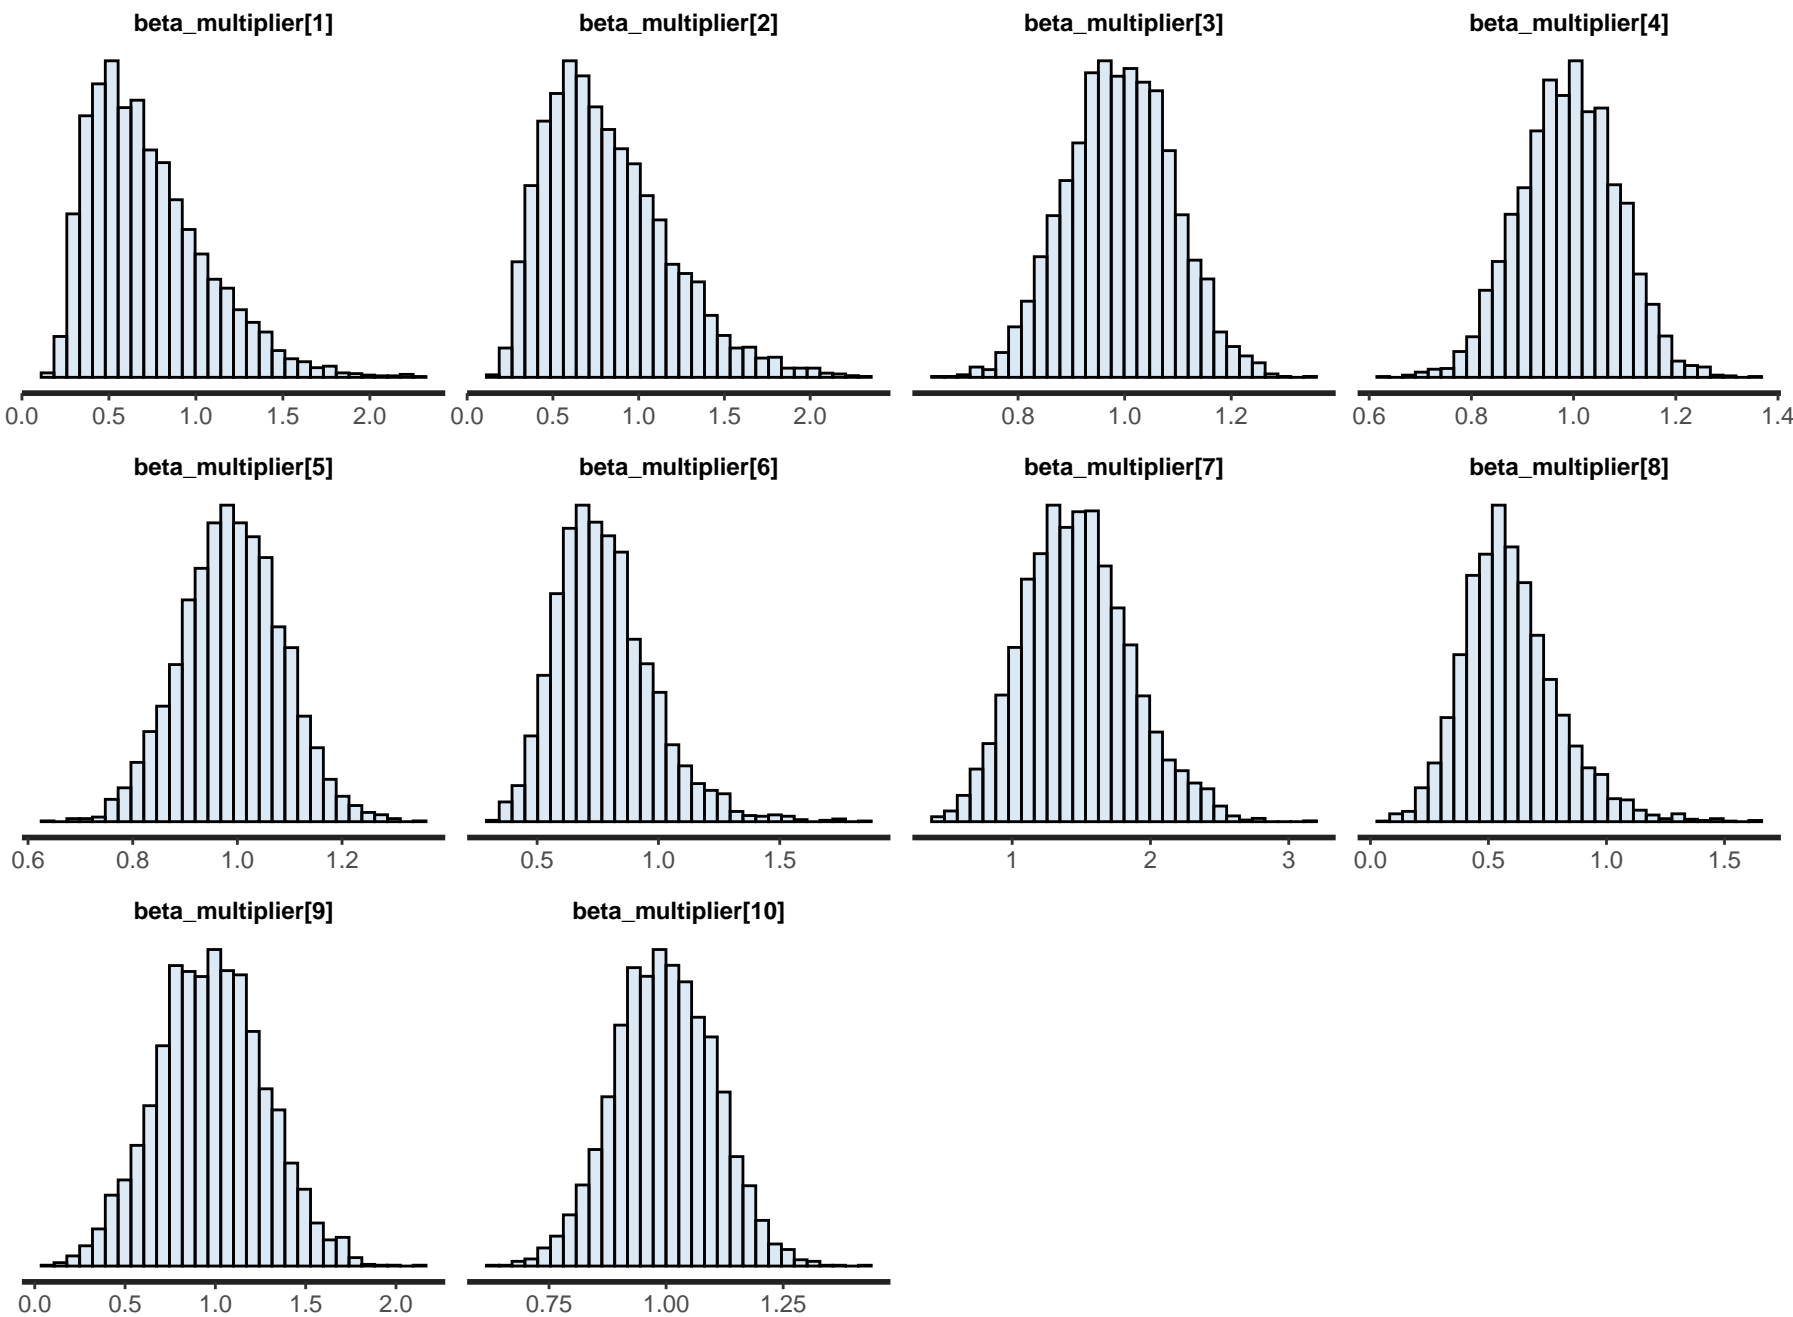 beta_multiplier[1] beta_multiplier[2] beta_multiplier[3] beta_multiplier[4]
0.0 0.5 1.0 1.5 2.0 0.0 0.5 1.0 1.5 2.0 0.8 1.0 1.2 0.6 0.8 1.0 1.2 1.4
beta_multiplier[5] beta_multiplier[6] beta_multiplier[7] beta_multiplier[8]
0.6 0.8 1.0 1.2 0.5 1.0 1.5 1 2 3 0.0 0.5 1.0 1.5
beta_multiplier[9] beta_multiplier[10]
0.0 0.5 1.0 1.5 2.0 0.75 1.00 1.25